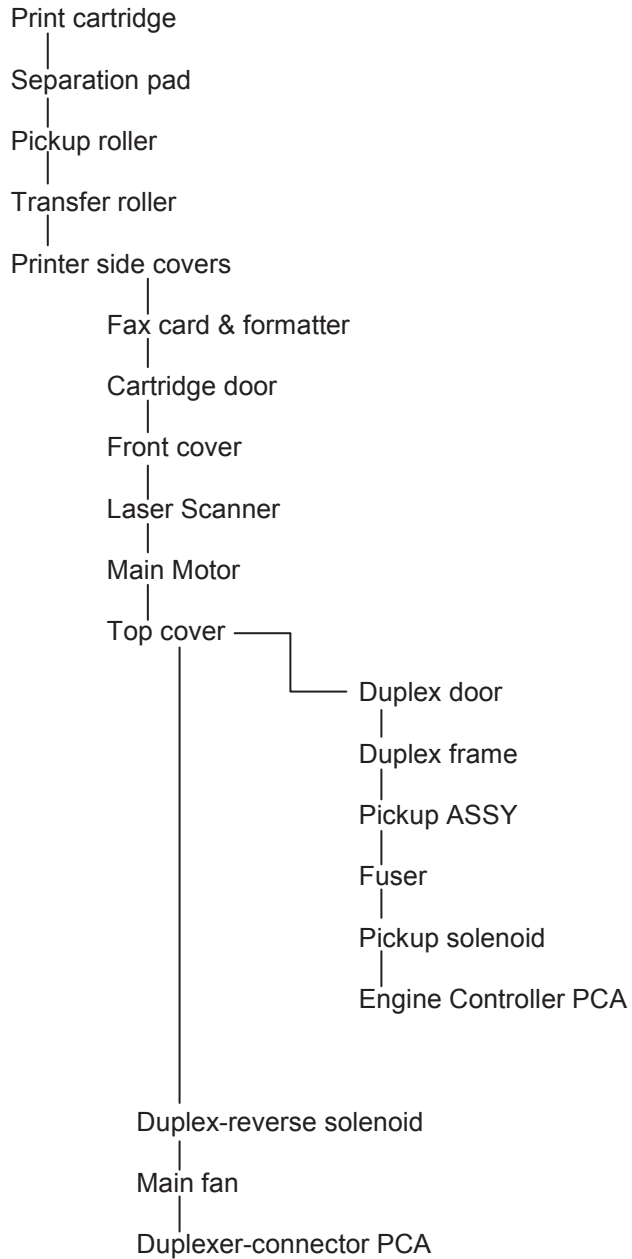 Print cartridge
Separation pad
Pickup roller
Transfer roller
Printer side covers
Fax card & formatter
Cartridge door
Front cover
Laser Scanner
Main Motor
Top cover
Duplex door
Duplex frame
Pickup ASSY
Fuser
Pickup solenoid
Engine Controller PCA
Duplex-reverse solenoid
Main fan
Duplexer-connector PCA